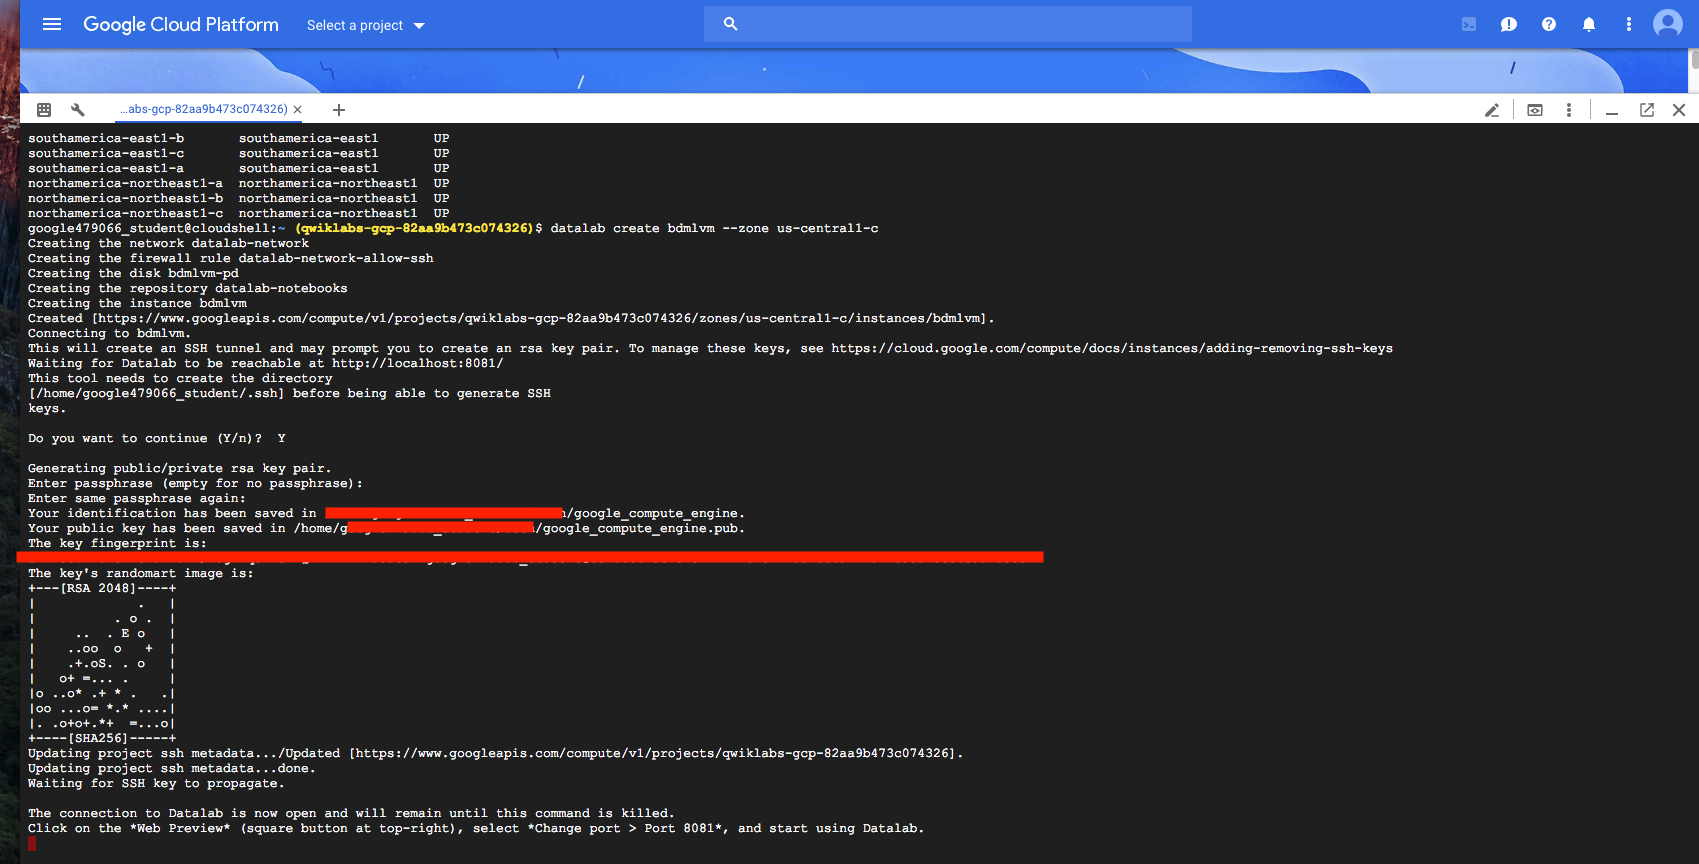 Google Cloud Platform Select a project
...abs-gcp-82aa9b473c074326) × +
southamerica-east1-b       southamerica-east1       UP
southamerica-east1-c       southamerica-east1       UP
southamerica-east1-a       southamerica-east1       UP
northamerica-northeast1-a  northamerica-northeast1  UP
northamerica-northeast1-b  northamerica-northeast1  UP
northamerica-northeast1-c  northamerica-northeast1  UP
google479066_student@cloudshell:~ (qwiklabs-gcp-82aa9b473c074326)$ datalab create bdmlvm --zone us-central1-c
Creating the network datalab-network
Creating the firewall rule datalab-network-allow-ssh
Creating the disk bdmlvm-pd
Creating the repository datalab-notebooks
Creating the instance bdmlvm
Created [https://www.googleapis.com/compute/v1/projects/qwiklabs-gcp-82aa9b473c074326/zones/us-central1-c/instances/bdmlvm].
Connecting to bdmlvm.
This will create an SSH tunnel and may prompt you to create an rsa key pair. To manage these keys, see https://cloud.google.com/compute/docs/instances/adding-removing-ssh-keys
Waiting for Datalab to be reachable at http://localhost:8081/
This tool needs to create the directory
[/home/google479066_student/.ssh] before being able to generate SSH
keys.
Do you want to continue (Y/n)?  Y
Generating public/private rsa key pair.
Enter passphrase (empty for no passphrase):
Enter same passphrase again:
Your identification has been saved in /google_compute_engine.
Your public key has been saved in /home/g /google_compute_engine.pub.
The key fingerprint is:
The key's randomart image is:
+---[RSA 2048]----+
|             .   |
|          . o .  |
|     ..  . E o   |
|    ..oo  o   +  |
|    .+.oS. . o   |
|   o+ =... .     |
|o ..o* .+ * .   .|
|oo ...o= *.* ....|
|. .o+o+.*+  =...o|
+----[SHA256]-----+
Updating project ssh metadata.../Updated [https://www.googleapis.com/compute/v1/projects/qwiklabs-gcp-82aa9b473c074326].
Updating project ssh metadata...done.
Waiting for SSH key to propagate.
The connection to Datalab is now open and will remain until this command is killed.
Click on the *Web Preview* (square button at top-right), select *Change port > Port 8081*, and start using Datalab.